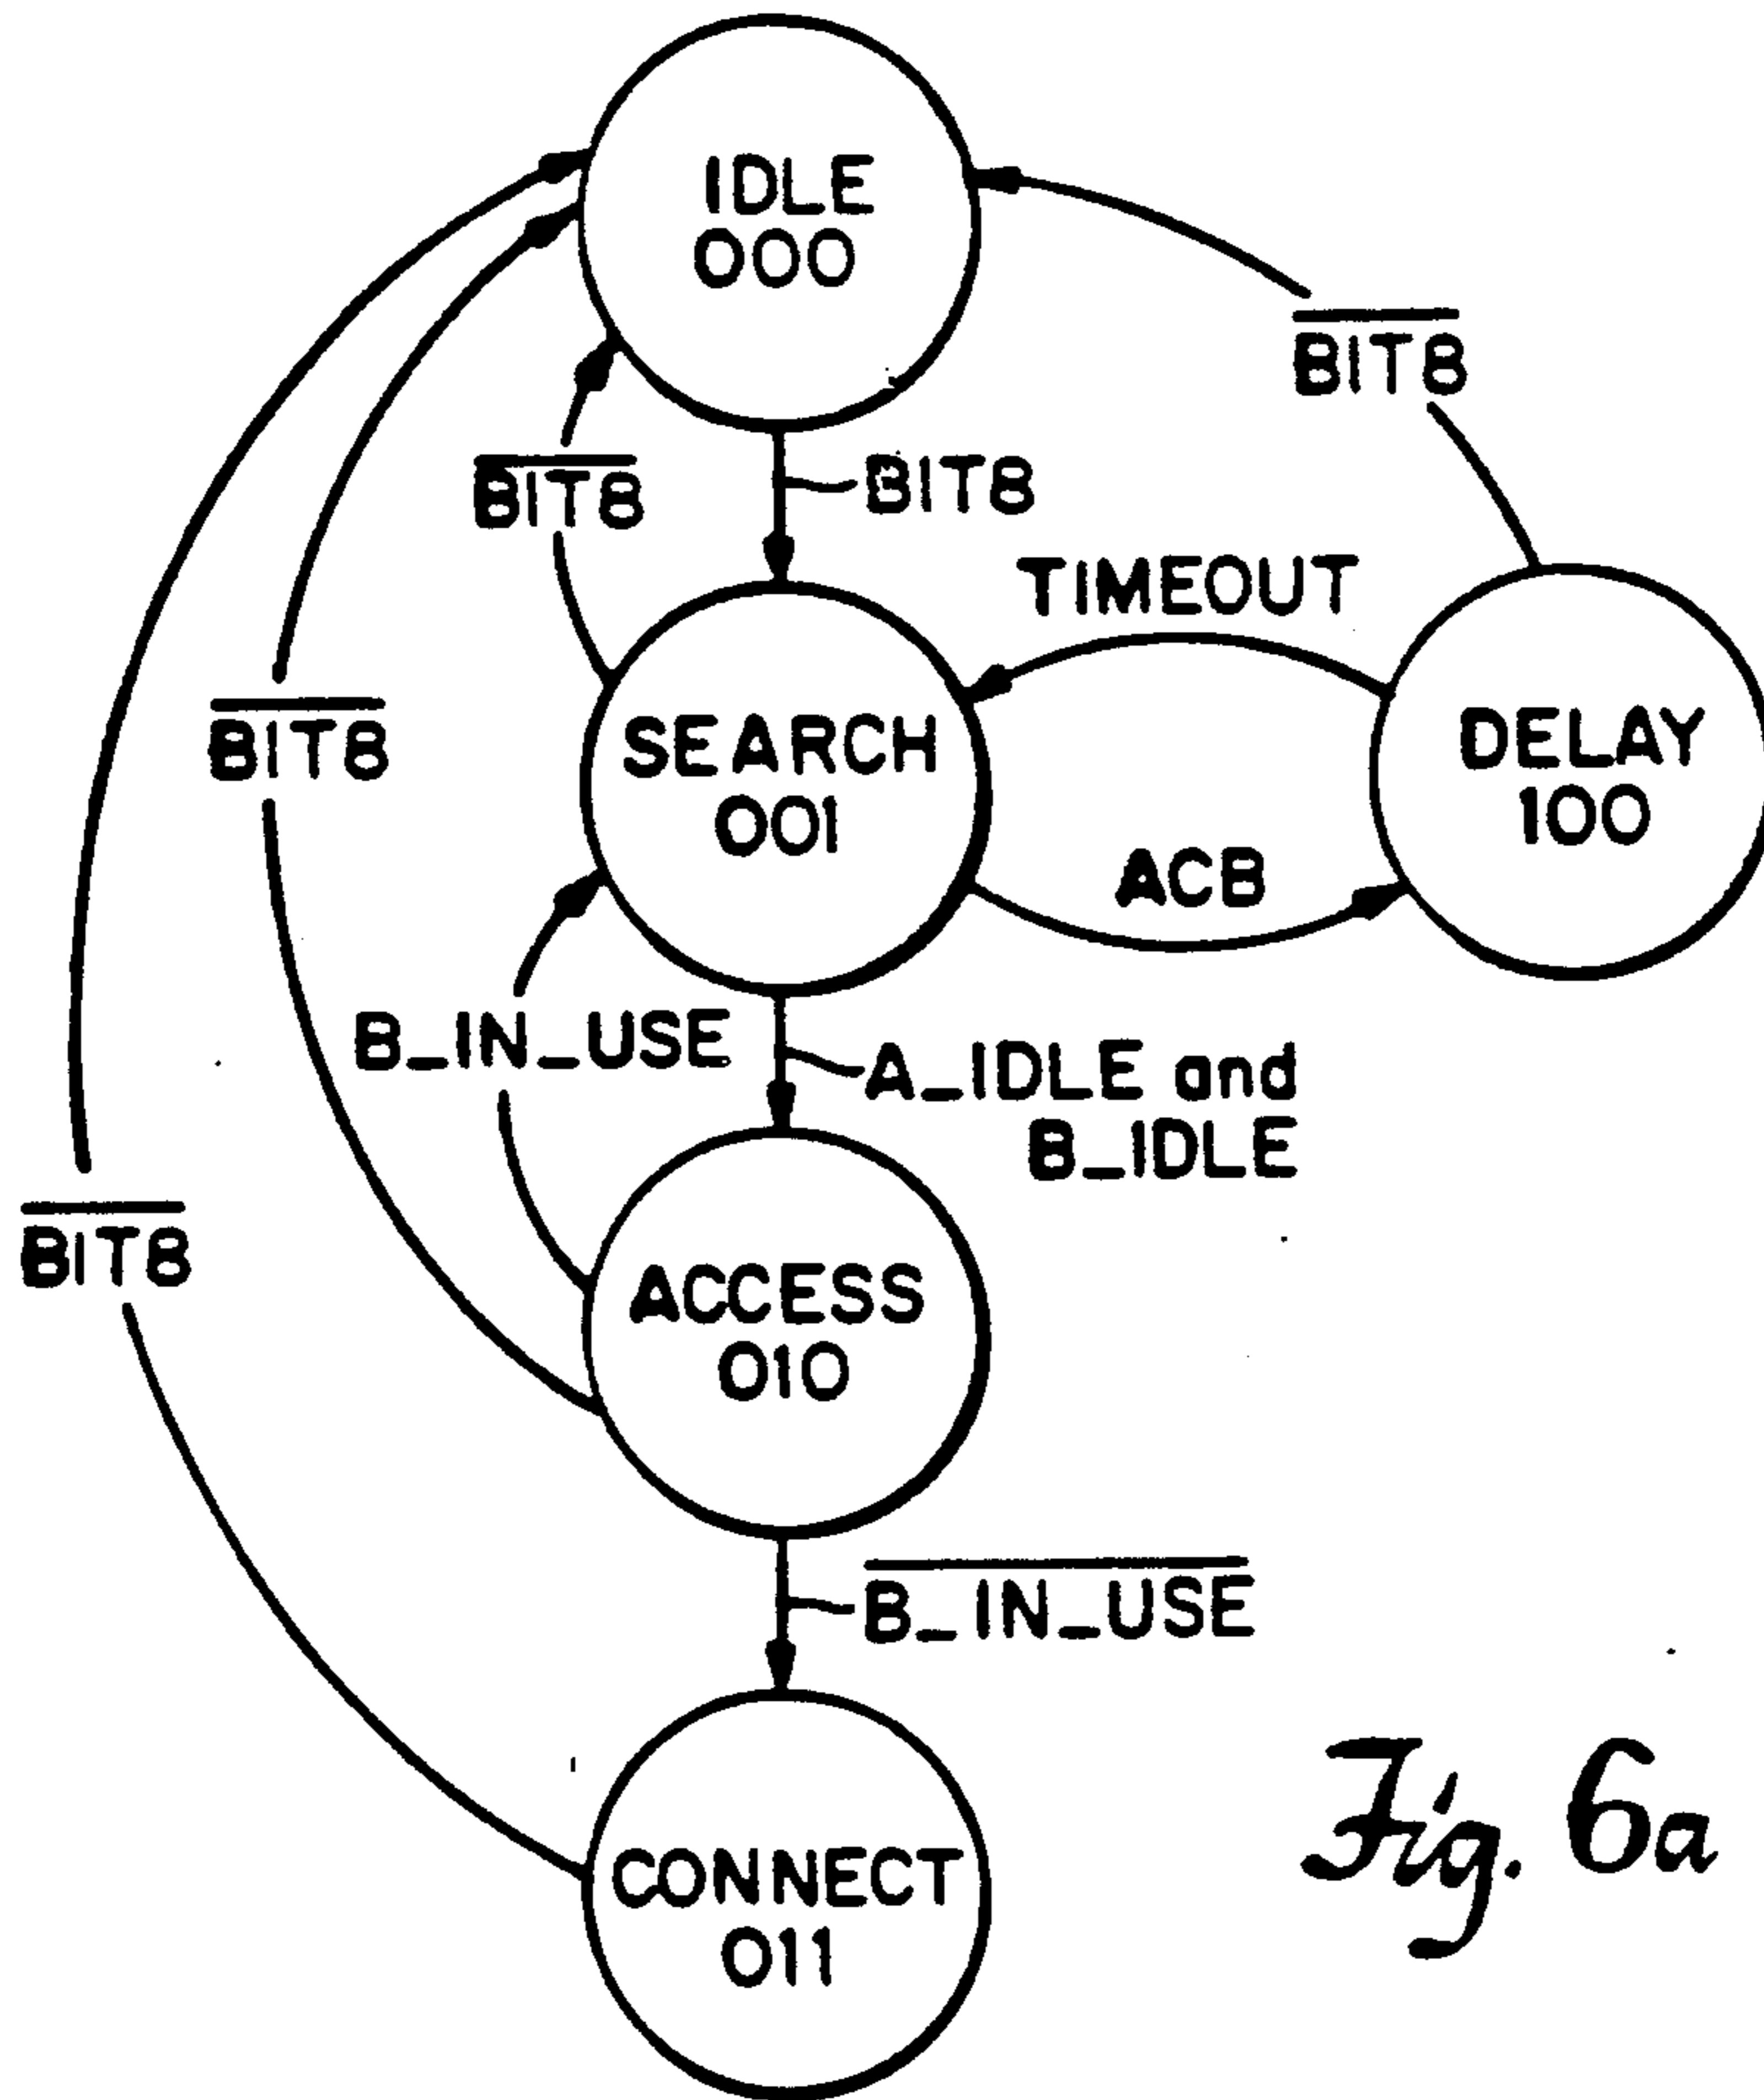 IDLE
000
BIT8
BIT8
BIT8
TIMEOUT
BIT8
SEARCH
001
DELAY
100
ACB
B_IN_USE
A_IDLE and
B_IDLE
BIT8
ACCESS
010
B_IN_USE
CONNECT
011
Fig. 6a